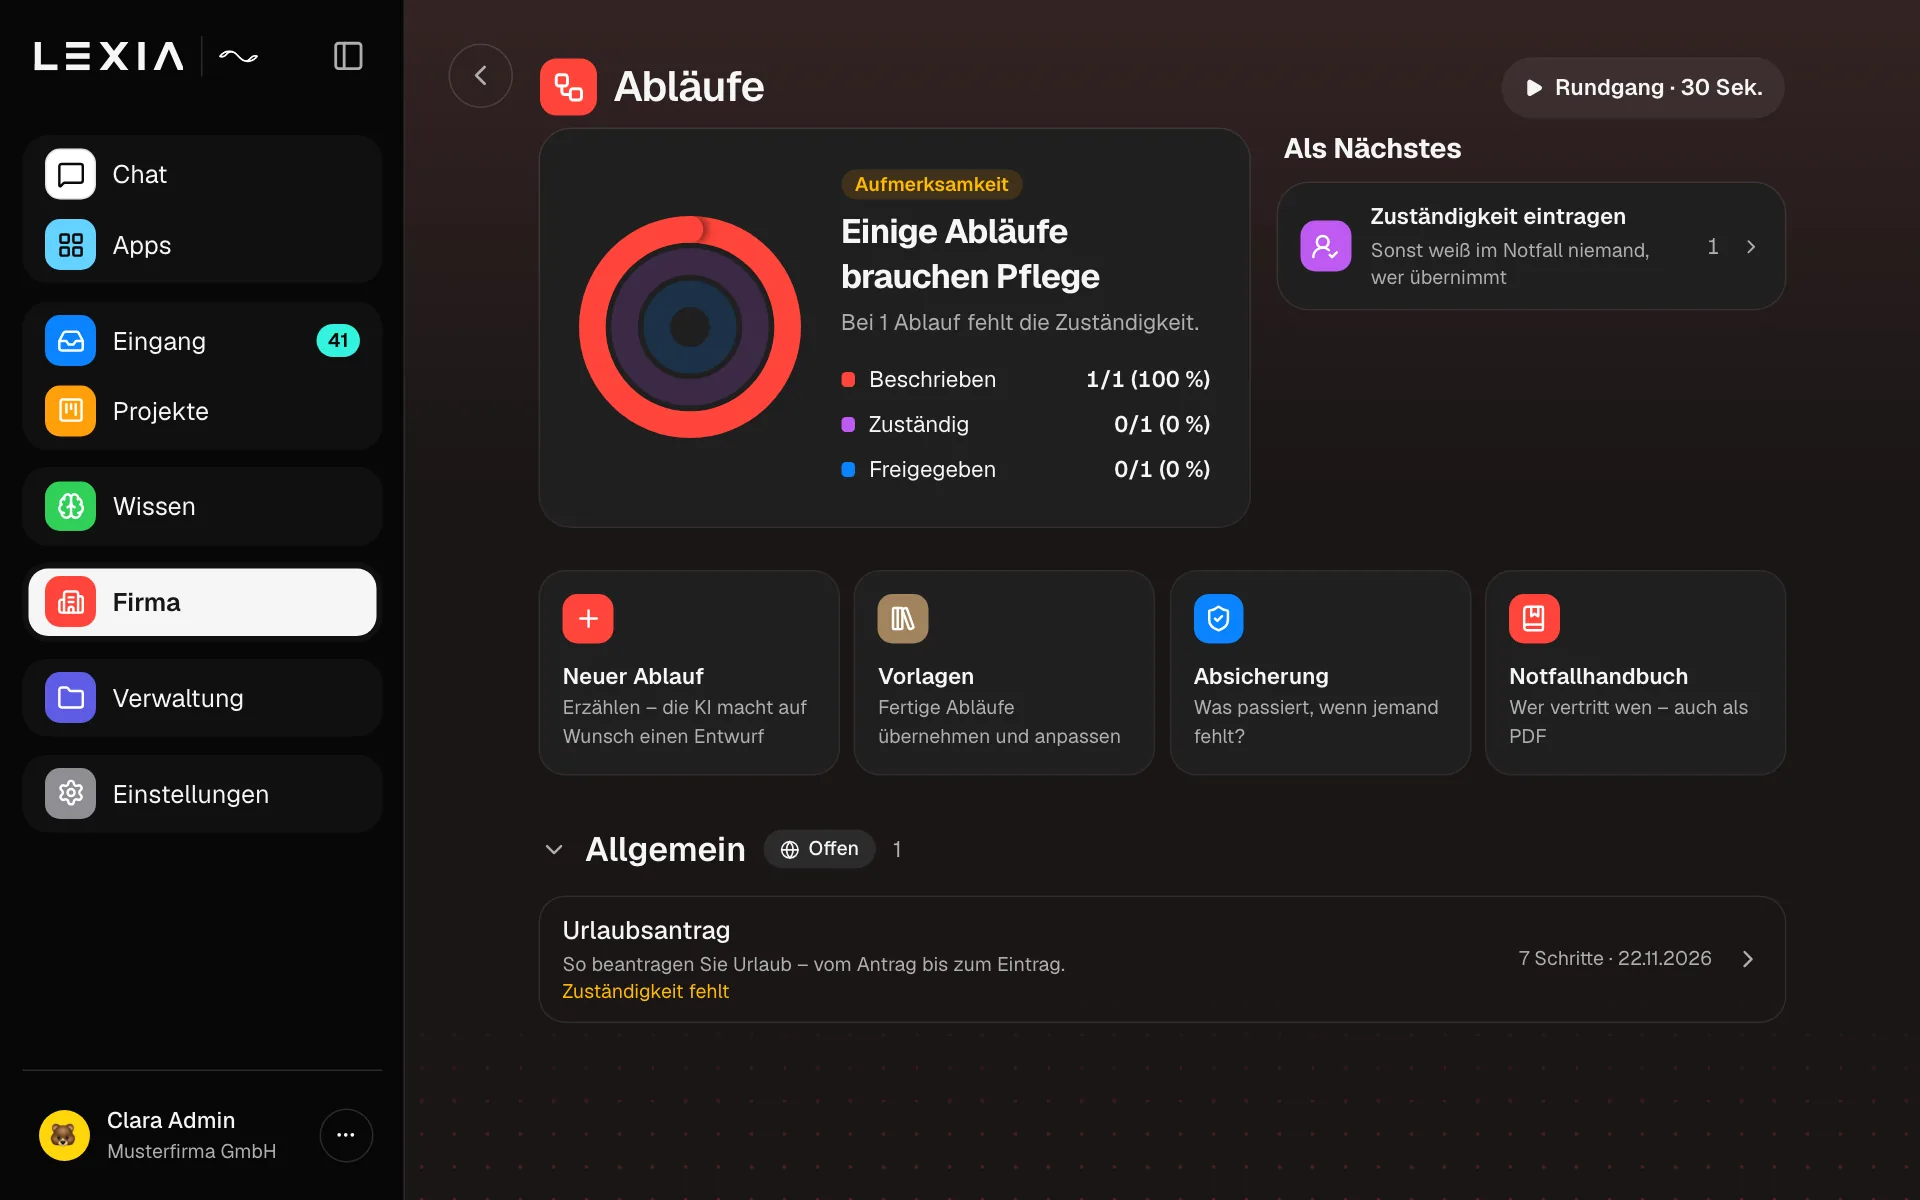 LEXIA
Chat
Apps
Eingang 41
Projekte
Wissen
Firma
Verwaltung
Einstellungen
Clara Admin
Musterfirma GmbH
Abläufe
Rundgang · 30 Sek.
Aufmerksamkeit
Einige Abläufe
brauchen Pflege
Bei 1 Ablauf fehlt die Zuständigkeit.
Beschrieben 1/1 (100 %)
Zuständig 0/1 (0 %)
Freigegeben 0/1 (0 %)
Als Nächstes
Zuständigkeit eintragen
Sonst weiß im Notfall niemand,
wer übernimmt
1
Neuer Ablauf
Erzählen – die KI macht auf
Wunsch einen Entwurf
Vorlagen
Fertige Abläufe
übernehmen und anpassen
Absicherung
Was passiert, wenn jemand
fehlt?
Notfallhandbuch
Wer vertritt wen – auch als
PDF
Allgemein Offen 1
Urlaubsantrag
So beantragen Sie Urlaub – vom Antrag bis zum Eintrag.
Zuständigkeit fehlt
7 Schritte · 22.11.2026